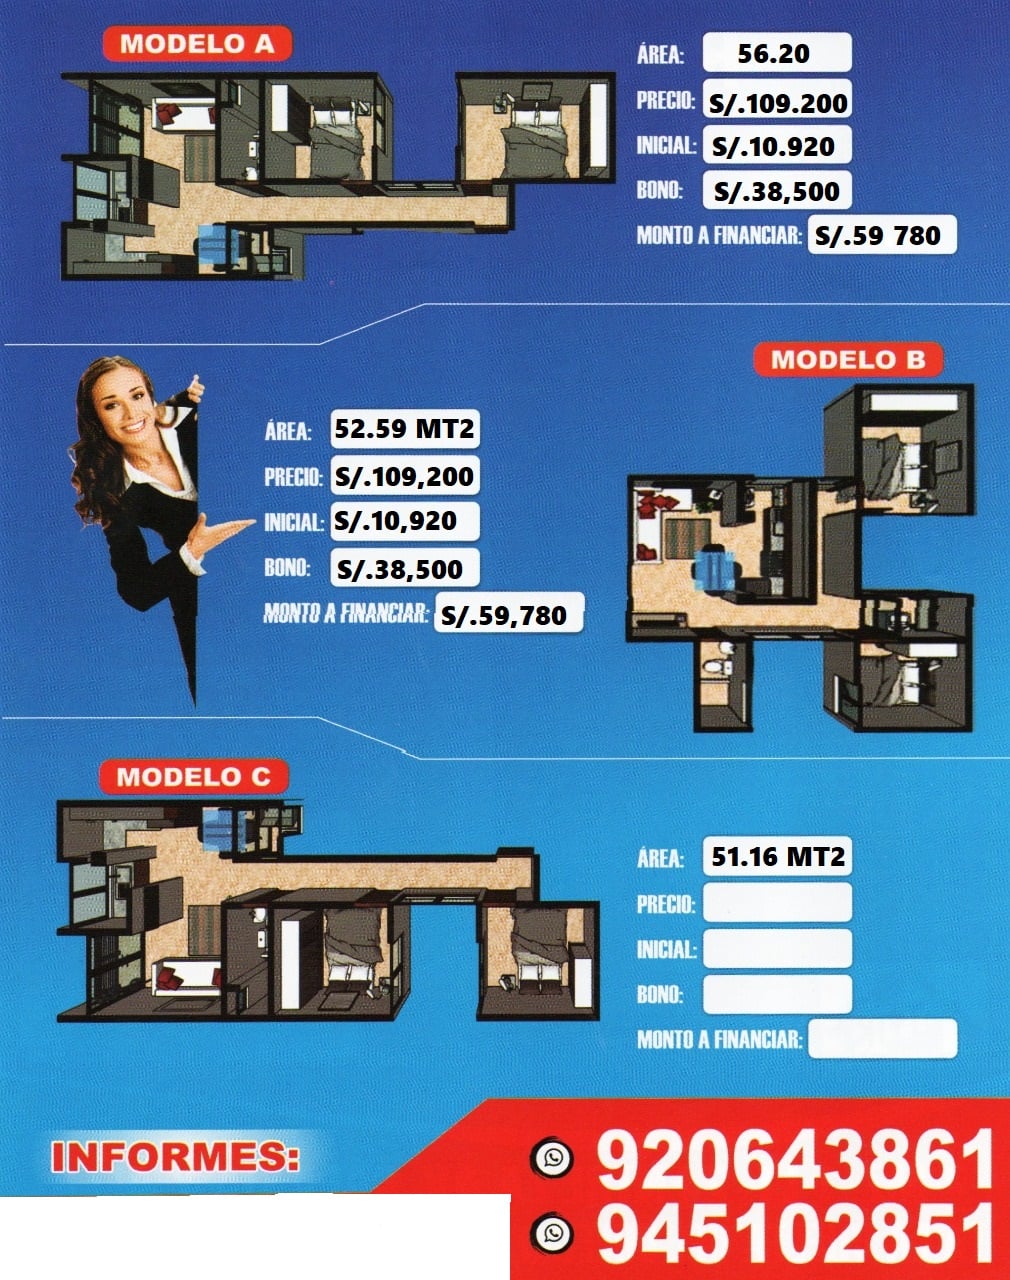 MODELO A
ÁREA: 56.20
PRECIO: S/.109.200
INICIAL: S/.10.920
BONO: S/.38,500
MONTO A FINANCIAR: S/.59 780
MODELO B
ÁREA: 52.59 MT2
PRECIO: S/.109,200
INICIAL: S/.10,920
BONO: S/.38,500
MONTO A FINANCIAR: S/.59,780
MODELO C
ÁREA: 51.16 MT2
PRECIO:
INICIAL:
BONO:
MONTO A FINANCIAR:
INFORMES:
920643861
945102851